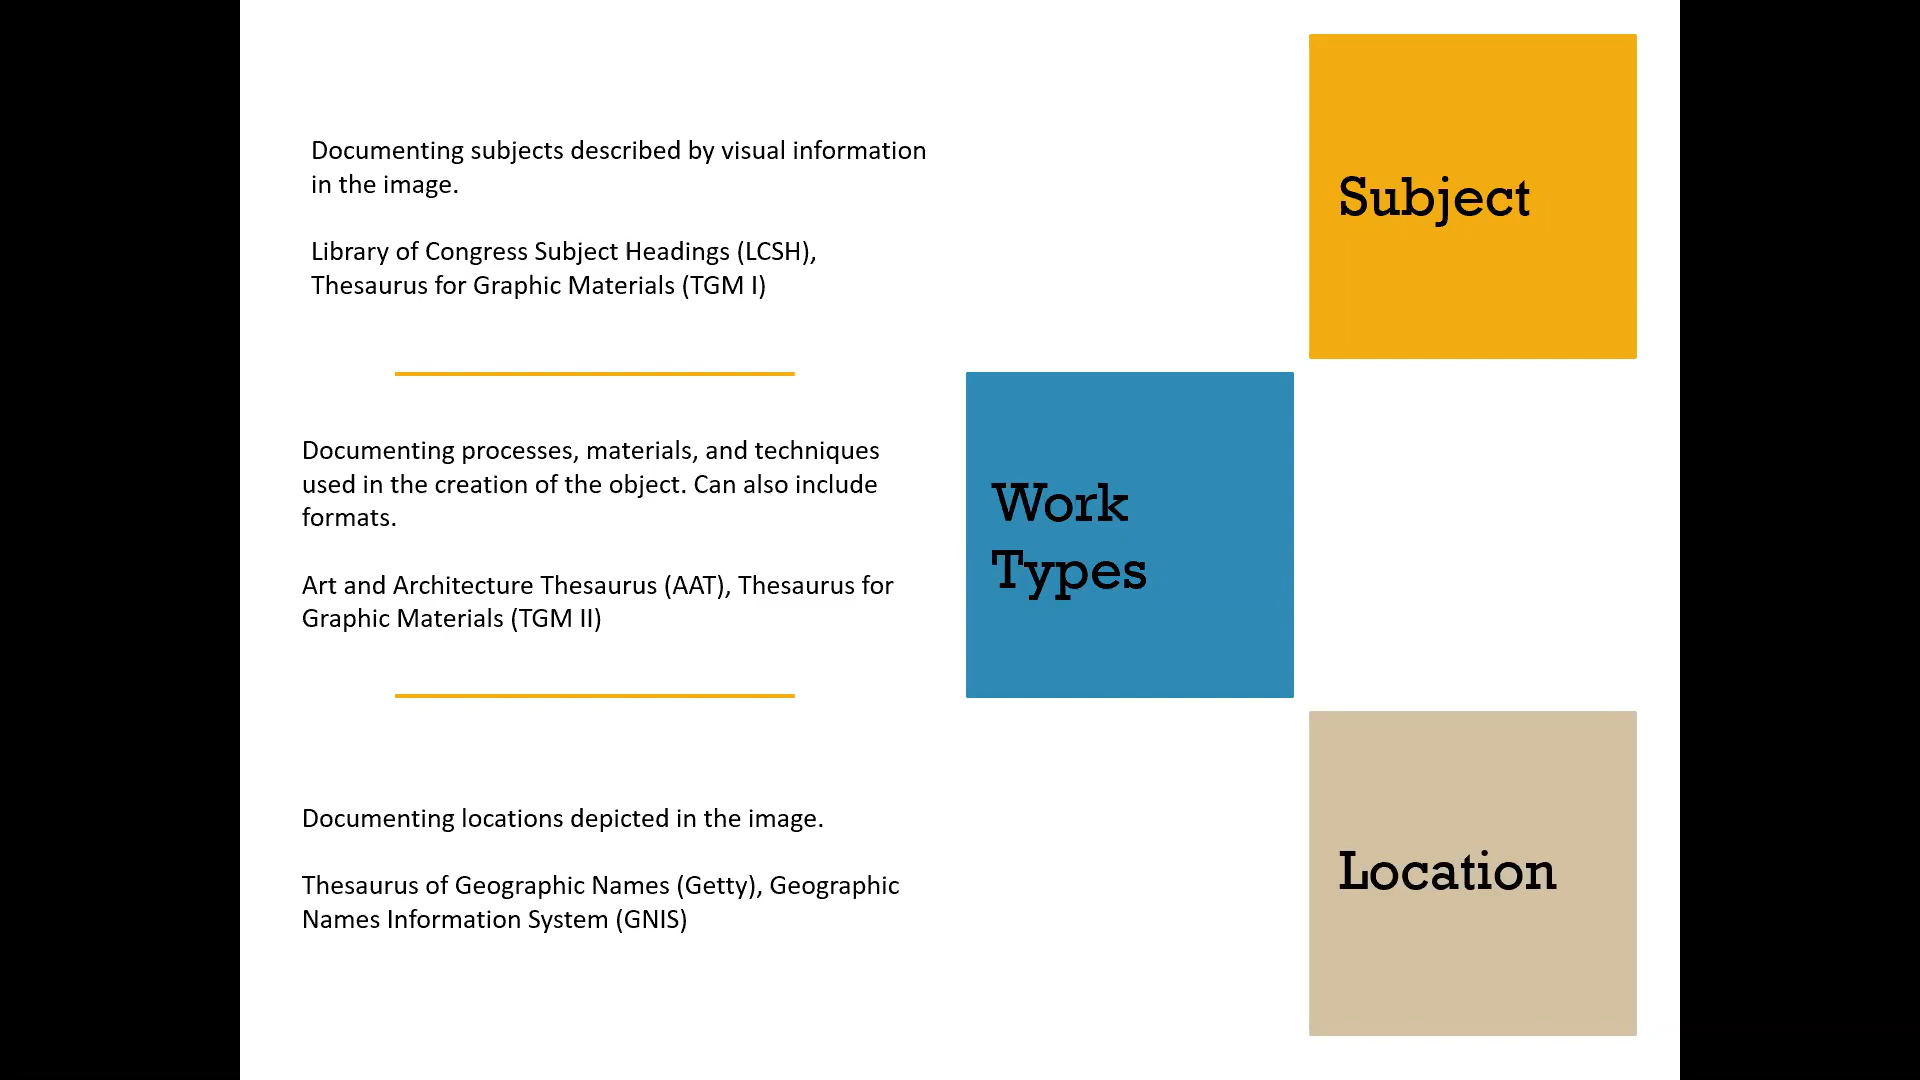 Documenting subjects described by visual information
in the image.
Library of Congress Subject Headings (LCSH),
Thesaurus for Graphic Materials (TGM I)
Subject
Documenting processes, materials, and techniques
used in the creation of the object. Can also include
formats.
Art and Architecture Thesaurus (AAT), Thesaurus for
Graphic Materials (TGM II)
Work
Types
Documenting locations depicted in the image.
Thesaurus of Geographic Names (Getty), Geographic
Names Information System (GNIS)
Location